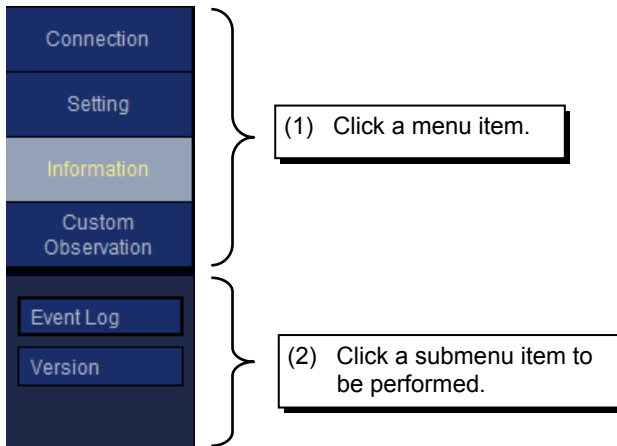 Connection
Setting
Information
Custom
Observation
(1) Click a menu item.
Event Log
Version
(2) Click a submenu item to
be performed.